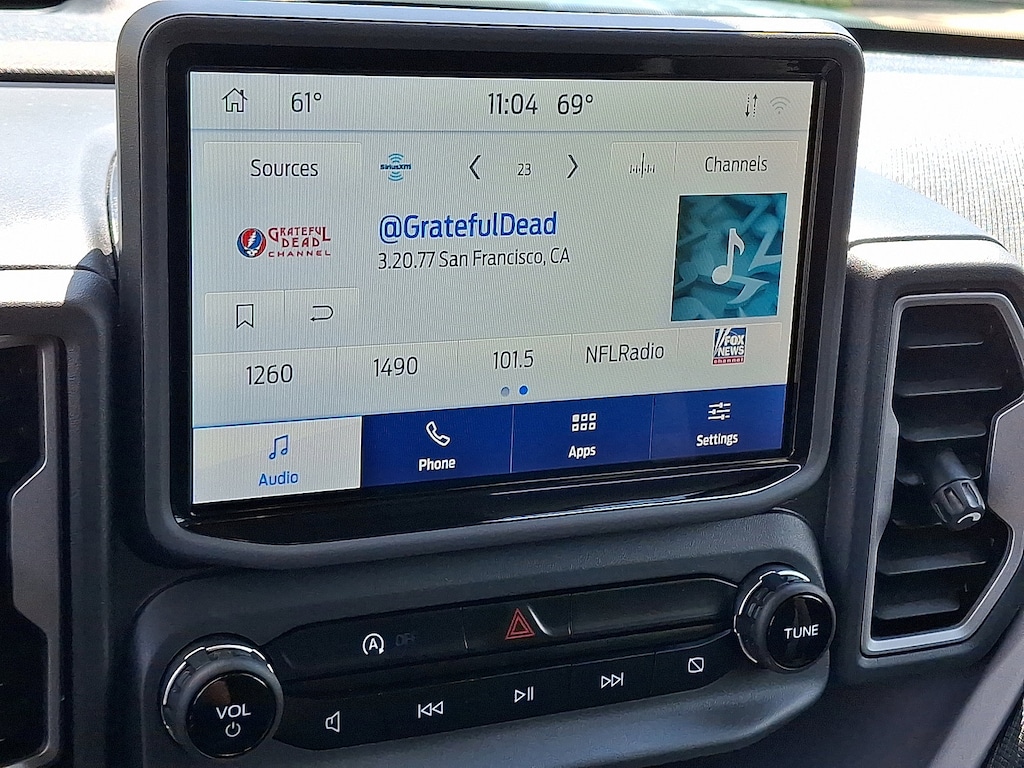 61° 11:04 69°
Sources SiriusXM 23 Channels
GRATEFUL DEAD CHANNEL
@GratefulDead
3.20.77 San Francisco, CA
1260 1490 101.5 NFLRadio FOX NEWS channel
Audio Phone Apps Settings
A OFF
VOL TUNE